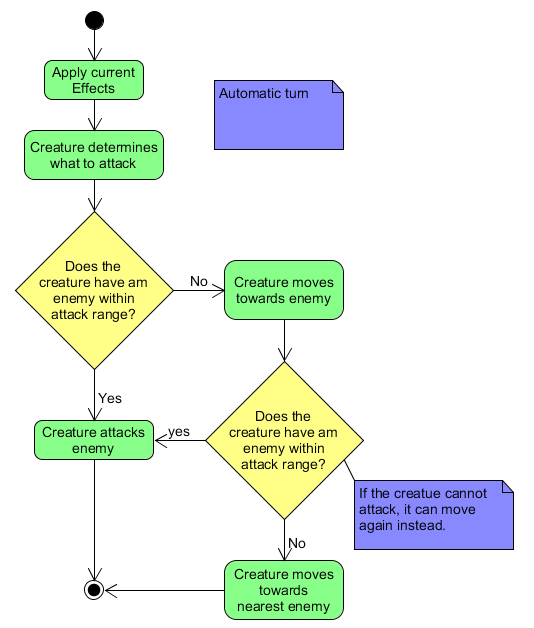 Apply current
Effects
Automatic turn
Creature determines
what to attack
Does the
creature have am
enemy within
attack range?
No
Creature moves
towards enemy
Yes
Creature attacks
enemy
yes
Does the
creature have am
enemy within
attack range?
If the creatue cannot
attack, it can move
again instead.
No
Creature moves
towards
nearest enemy